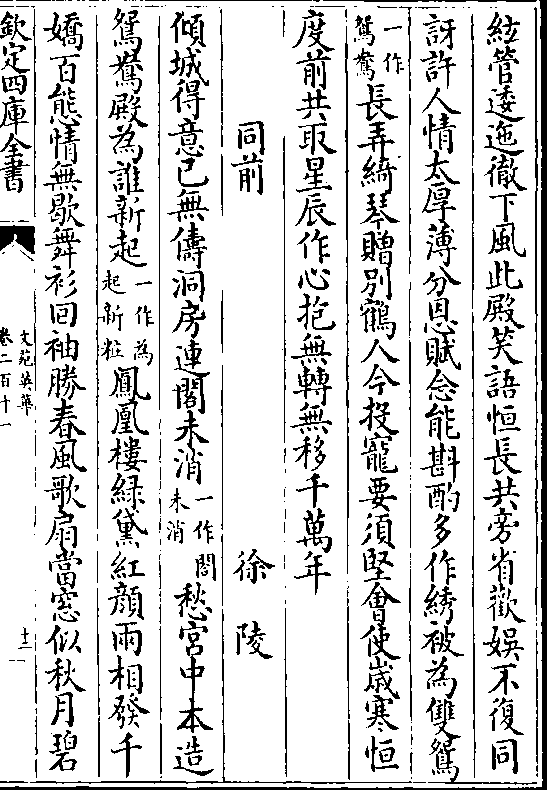 絃管逶迤徹下風此殿笑語恒長共旁省歡娛不復同
訝許人情太厚薄分恩賦念能斟酌多作綉被為雙鴛
一作鴛鴦長弄綺琴贈別鶴人今投寵要須堅會使嵗寒恒
度前共取星辰作心抱無轉無移千萬年
同前 徐陵
傾城得意已無儔洞房連閣未消一作閣未消愁宮中本造
鴛鴦殿為誰新起一作為起新粧鳳凰樓綠黛紅顔兩相發千
嬌百態情無歇舞衫回袖勝春風歌扇當窓似秋月碧
欽定四庫全書
文苑英華
卷二百十一
十二